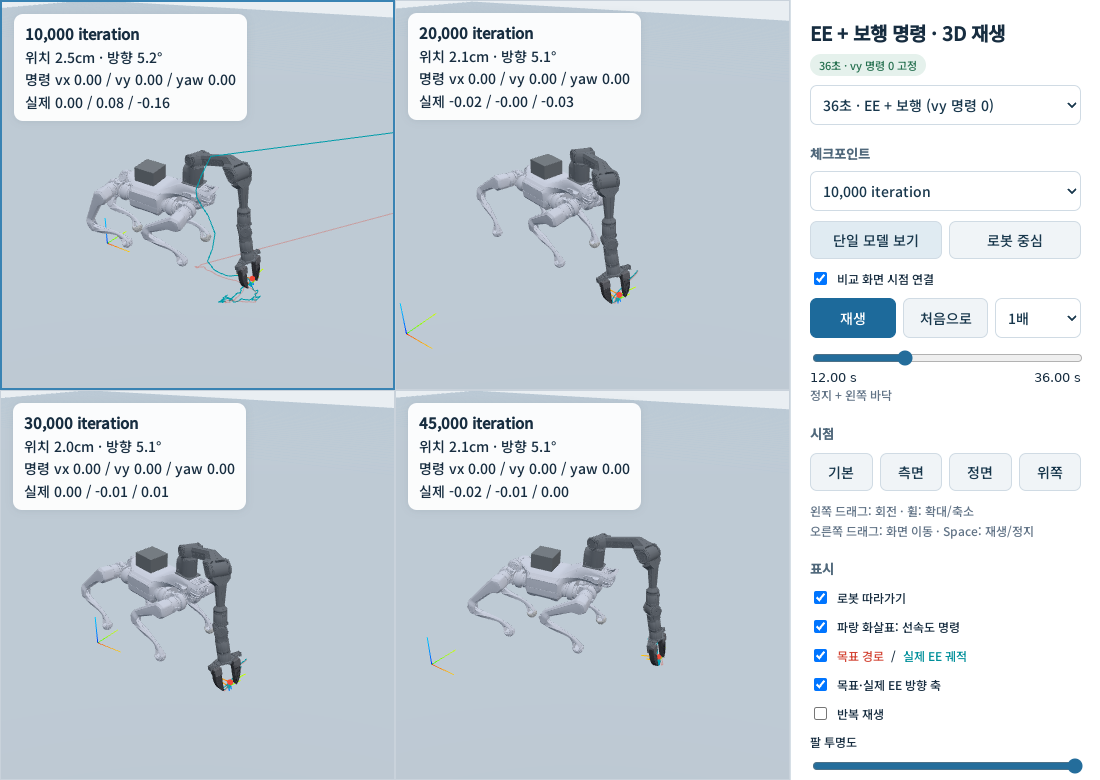 10,000 iteration
위치 2.5cm · 방향 5.2°
명령 vx 0.00 / vy 0.00 / yaw 0.00
실제 0.00 / 0.08 / -0.16
20,000 iteration
위치 2.1cm · 방향 5.1°
명령 vx 0.00 / vy 0.00 / yaw 0.00
실제 -0.02 / -0.00 / -0.03
30,000 iteration
위치 2.0cm · 방향 5.1°
명령 vx 0.00 / vy 0.00 / yaw 0.00
실제 0.00 / -0.01 / 0.01
45,000 iteration
위치 2.1cm · 방향 5.1°
명령 vx 0.00 / vy 0.00 / yaw 0.00
실제 -0.02 / -0.01 / 0.00
EE + 보행 명령 · 3D 재생
36초 · vy 명령 0 고정
36초 · EE + 보행 (vy 명령 0)
체크포인트
10,000 iteration
단일 모델 보기
로봇 중심
비교 화면 시점 연결
재생
처음으로
1배
12.00 s
36.00 s
정지 + 왼쪽 바닥
시점
기본
측면
정면
위쪽
왼쪽 드래그: 회전 · 휠: 확대/축소
오른쪽 드래그: 화면 이동 · Space: 재생/정지
표시
로봇 따라가기
파랑 화살표: 선속도 명령
목표 경로 / 실제 EE 궤적
목표·실제 EE 방향 축
반복 재생
팔 투명도